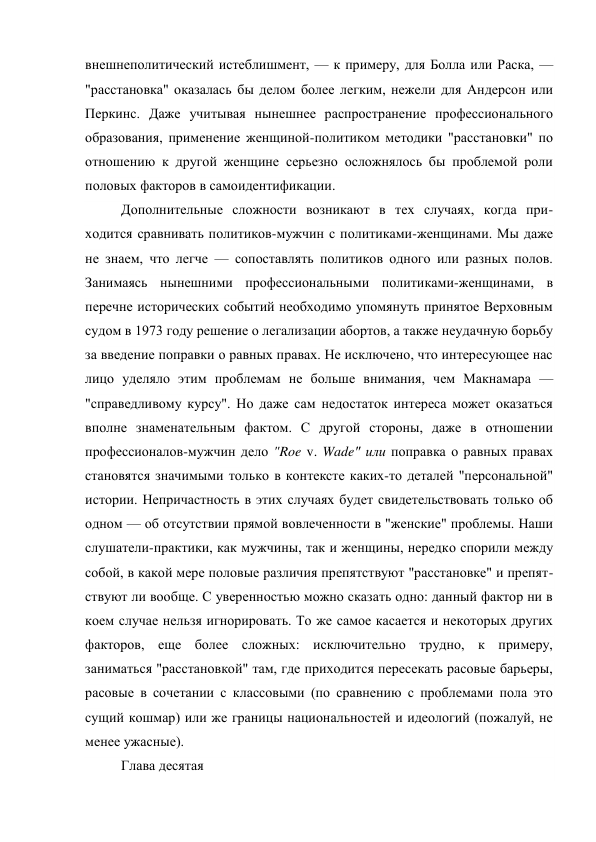 внешнеполитический истеблишмент, — к примеру, для Болла или Раска, —
"расстановка" оказалась бы делом более легким, нежели для Андерсон или
Перкинс. Даже учитывая нынешнее распространение профессионального
образования, применение женщиной-политиком методики "расстановки" по
отношению к другой женщине серьезно осложнялось бы проблемой роли
половых факторов в самоидентификации.
Дополнительные сложности возникают в тех случаях, когда при-
ходится сравнивать политиков-мужчин с политиками-женщинами. Мы даже
не знаем, что легче — сопоставлять политиков одного или разных полов.
Занимаясь нынешними профессиональными политиками-женщинами, в
перечне исторических событий необходимо упомянуть принятое Верховным
судом в 1973 году решение о легализации абортов, а также неудачную борьбу
за введение поправки о равных правах. Не исключено, что интересующее нас
лицо уделяло этим проблемам не больше внимания, чем Макнамара —
"справедливому курсу". Но даже сам недостаток интереса может оказаться
вполне знаменательным фактом. С другой стороны, даже в отношении
профессионалов-мужчин дело "Roe v. Wade" или поправка о равных правах
становятся значимыми только в контексте каких-то деталей "персональной"
истории. Непричастность в этих случаях будет свидетельствовать только об
одном — об отсутствии прямой вовлеченности в "женские" проблемы. Наши
слушатели-практики, как мужчины, так и женщины, нередко спорили между
собой, в какой мере половые различия препятствуют "расстановке" и препят-
ствуют ли вообще. С уверенностью можно сказать одно: данный фактор ни в
коем случае нельзя игнорировать. То же самое касается и некоторых других
факторов, еще более сложных: исключительно трудно, к примеру,
заниматься "расстановкой" там, где приходится пересекать расовые барьеры,
расовые в сочетании с классовыми (по сравнению с проблемами пола это
сущий кошмар) или же границы национальностей и идеологий (пожалуй, не
менее ужасные).
Глава десятая